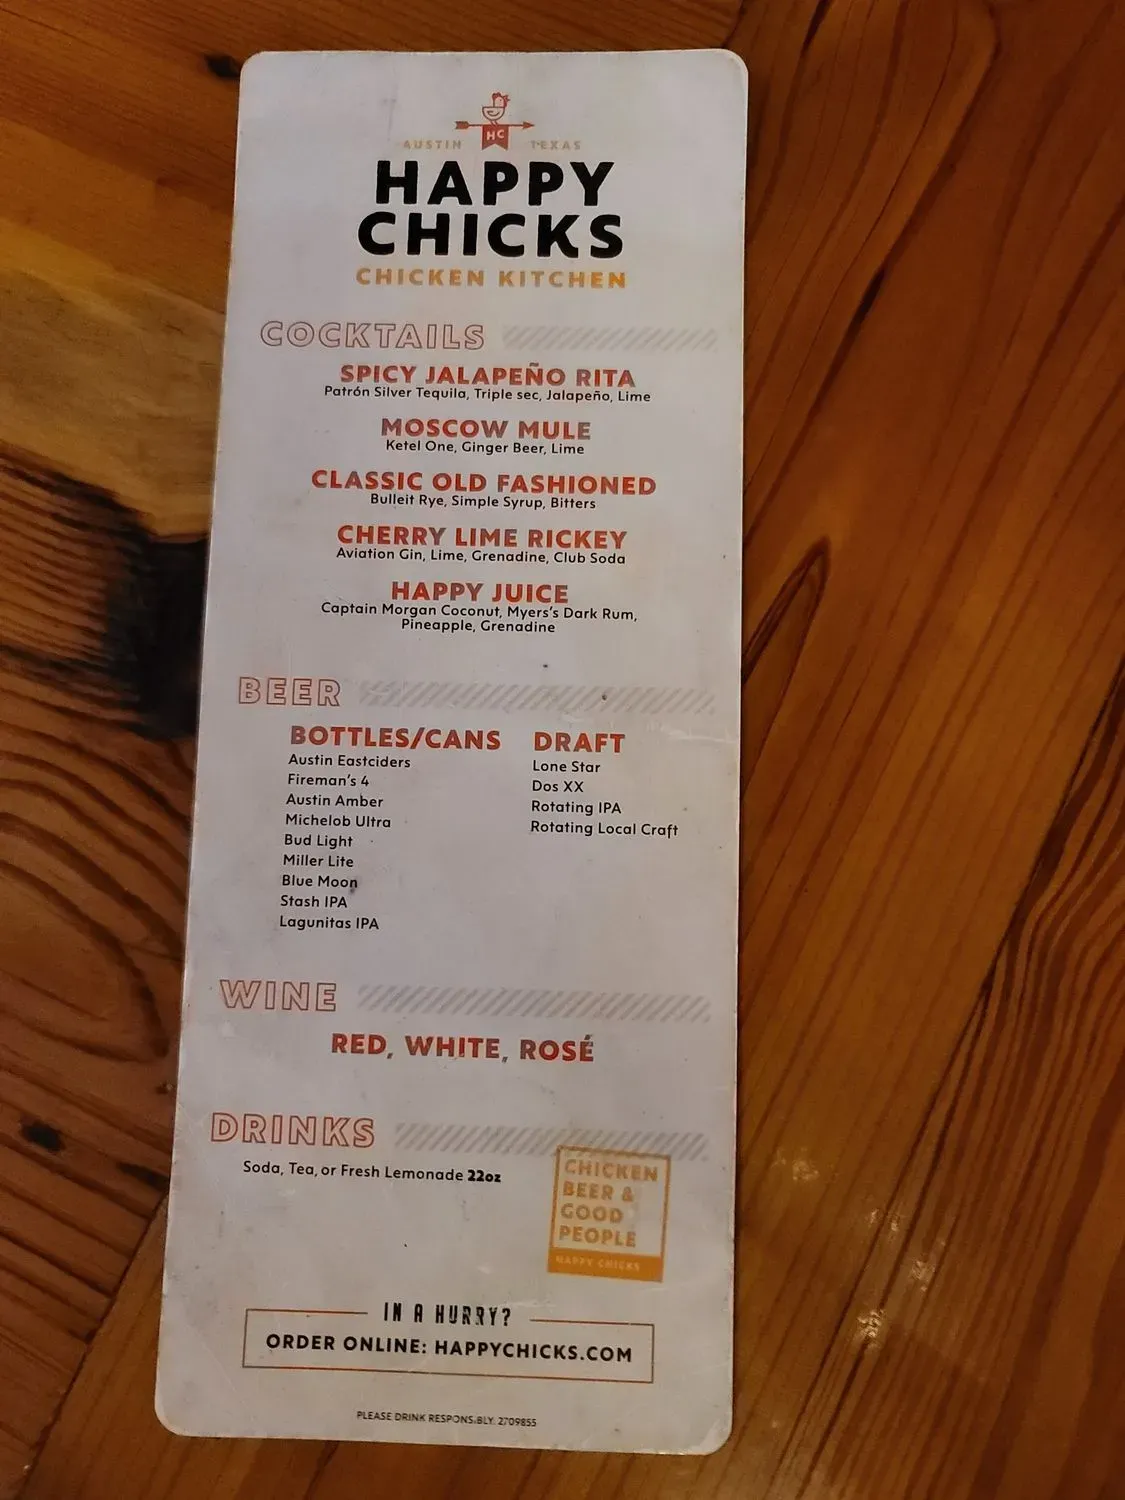 HC
AUSTIN TEXAS
HAPPY
CHICKS
CHICKEN KITCHEN
COCKTAILS
SPICY JALAPEÑO RITA
Patrón Silver Tequila, Triple sec, Jalapeño, Lime
MOSCOW MULE
Ketel One, Ginger Beer, Lime
CLASSIC OLD FASHIONED
Bulleit Rye, Simple Syrup, Bitters
CHERRY LIME RICKEY
Aviation Gin, Lime, Grenadine, Club Soda
HAPPY JUICE
Captain Morgan Coconut, Myers's Dark Rum,
Pineapple, Grenadine
BEER
BOTTLES/CANS
Austin Eastciders
Fireman's 4
Austin Amber
Michelob Ultra
Bud Light
Miller Lite
Blue Moon
Stash IPA
Lagunitas IPA
DRAFT
Lone Star
Dos XX
Rotating IPA
Rotating Local Craft
WINE
RED, WHITE, ROSÉ
DRINKS
Soda, Tea, or Fresh Lemonade 22oz
CHICKEN
BEER &
GOOD
PEOPLE
HAPPY CHICKS
IN A HURRY?
ORDER ONLINE: HAPPYCHICKS.COM
PLEASE DRINK RESPONSIBLY. 2709855